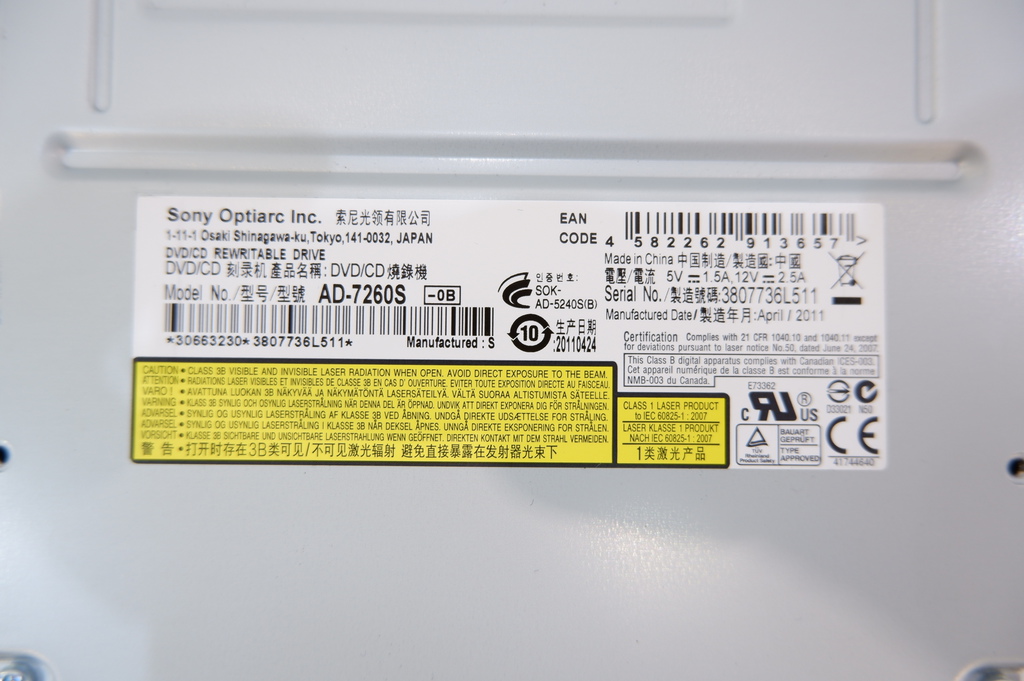 Sony Optiarc Inc. 索尼光领有限公司
1-11-1 Osaki Shinagawa-ku,Tokyo,141-0032, JAPAN
DVD/CD REWRITABLE DRIVE
DVD/CD 刻录机 產品名稱: DVD/CD燒錄機
Model No./型号/型號 AD-7260S -0B
*30663230*3807736L511* Manufactured : S
인증번호:
SOK-
AD-5240S(B)
10 生产日期
:20110424
EAN
CODE 4 582262 913657 >
Made in China 中国制造/製造國: 中國
電壓/電流 5V⎓1.5A,12V⎓2.5A
Serial No./製造號碼:3807736L511
Manufactured Date/製造年月:April / 2011
Certification Complies with 21 CFR 1040.10 and 1040.11 except
for deviations pursuant to laser notice No.50, dated June 24, 2007.
This Class B digital apparatus complies with Canadian ICES-003.
Cet appareil numérique de la classe B est conforme à la norme
NMB-003 du Canada.
CAUTION • CLASS 3B VISIBLE AND INVISIBLE LASER RADIATION WHEN OPEN. AVOID DIRECT EXPOSURE TO THE BEAM.
ATTENTION • RADIATIONS LASER VISIBLES ET INVISIBLES DE CLASSE 3B EN CAS D' OUVERTURE. EVITER TOUTE EXPOSITION DIRECTE AU FAISCEAU.
VARO ! • AVATTUNA LUOKAN 3B NÄKYVÄÄ JA NÄKYMÄTÖNTÄ LASERSÄTEILYÄ. VÄLTÄ SUORAA ALTISTUMISTA SÄTEELLE.
VARNING • KLASS 3B SYNLIG OCH OSYNLIG LASERSTRÅLNING NÄR DENNA DEL ÄR ÖPPNAD. UNDVIK ATT DIREKT EXPONERA DIG FÖR STRÅLNINGEN.
ADVARSEL • SYNLIG OG USYNLIG LASERSTRÅLING AF KLASSE 3B VED ÅBNING. UNDGÅ DIREKTE UDSÆTTELSE FOR STRÅLING.
ADVARSEL • SYNLIG OG USYNLIG LASERSTRÅLING I KLASSE 3B NÅR DEKSEL ÅPNES. UNNGÅ DIREKTE EKSPONERING FOR STRÅLEN.
VORSICHT • KLASSE 3B SICHTBARE UND UNSICHTBARE LASERSTRAHLUNG WENN GEÖFFNET. DIREKTEN KONTAKT MIT DEM STRAHL VERMEIDEN.
警 告 • 打开时存在3B类可见/不可见激光辐射 避免直接暴露在发射器光束下
CLASS 1 LASER PRODUCT
to IEC 60825-1 : 2007
LASER KLASSE 1 PRODUKT
NACH IEC 60825-1 : 2007
1类激光产品
E73362
c RU ® US
D33021 N50
TÜV
Rheinland
Product Safety
BAUART
GEPRÜFT
TYPE
APPROVED
CE
41744640